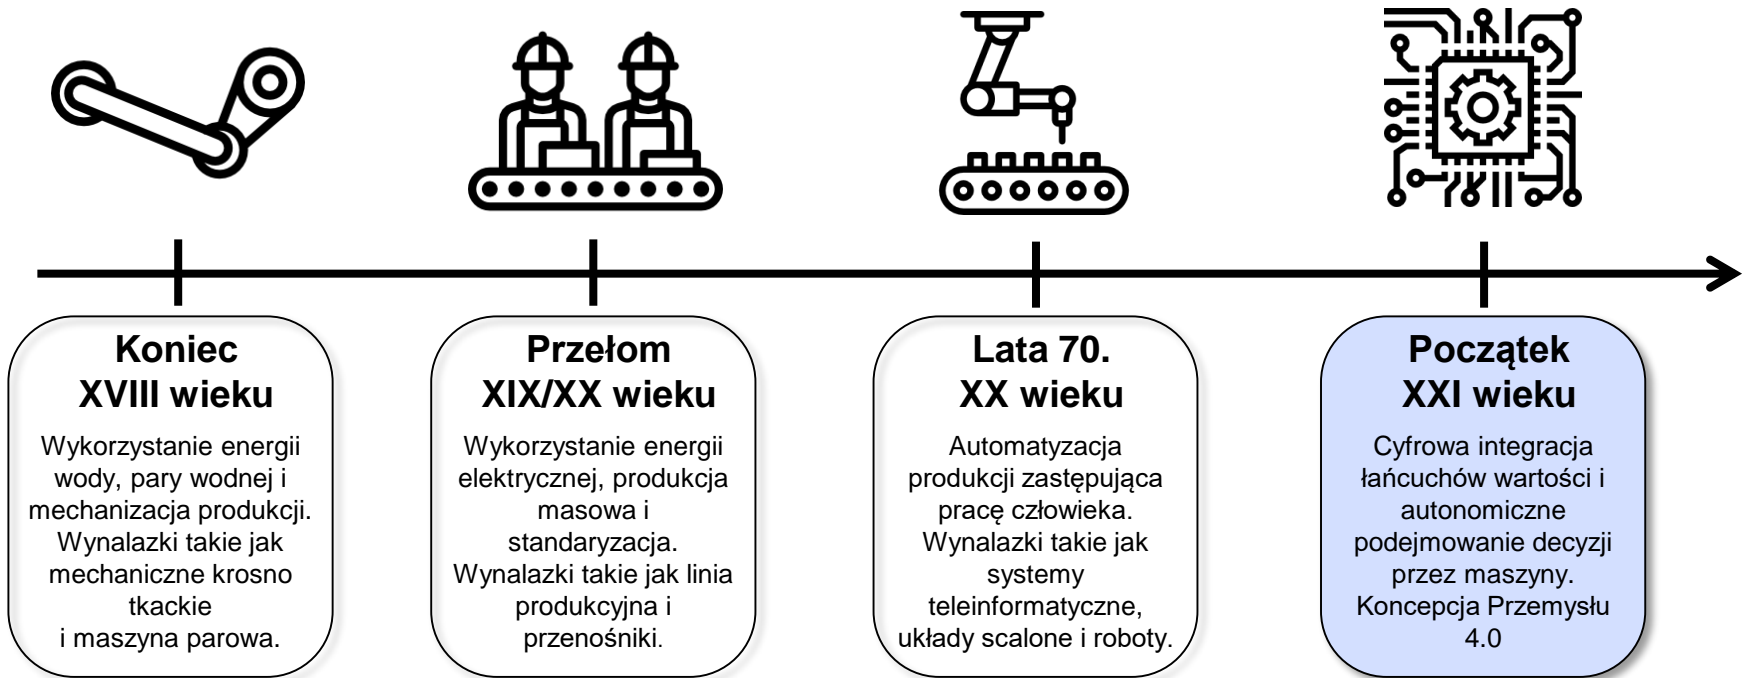 Koniec
XVIII wieku
Wykorzystanie energii
wody, pary wodnej i
mechanizacja produkcji.
Wynalazki takie jak
mechaniczne krosno
tkackie
i maszyna parowa.
Przełom
XIX/XX wieku
Wykorzystanie energii
elektrycznej, produkcja
masowa i
standaryzacja.
Wynalazki takie jak linia
produkcyjna i
przenośniki.
Lata 70.
XX wieku
Automatyzacja
produkcji zastępująca
pracę człowieka.
Wynalazki takie jak
systemy
teleinformatyczne,
układy scalone i roboty.
Początek
XXI wieku
Cyfrowa integracja
łańcuchów wartości i
autonomiczne
podejmowanie decyzji
przez maszyny.
Koncepcja Przemysłu
4.0